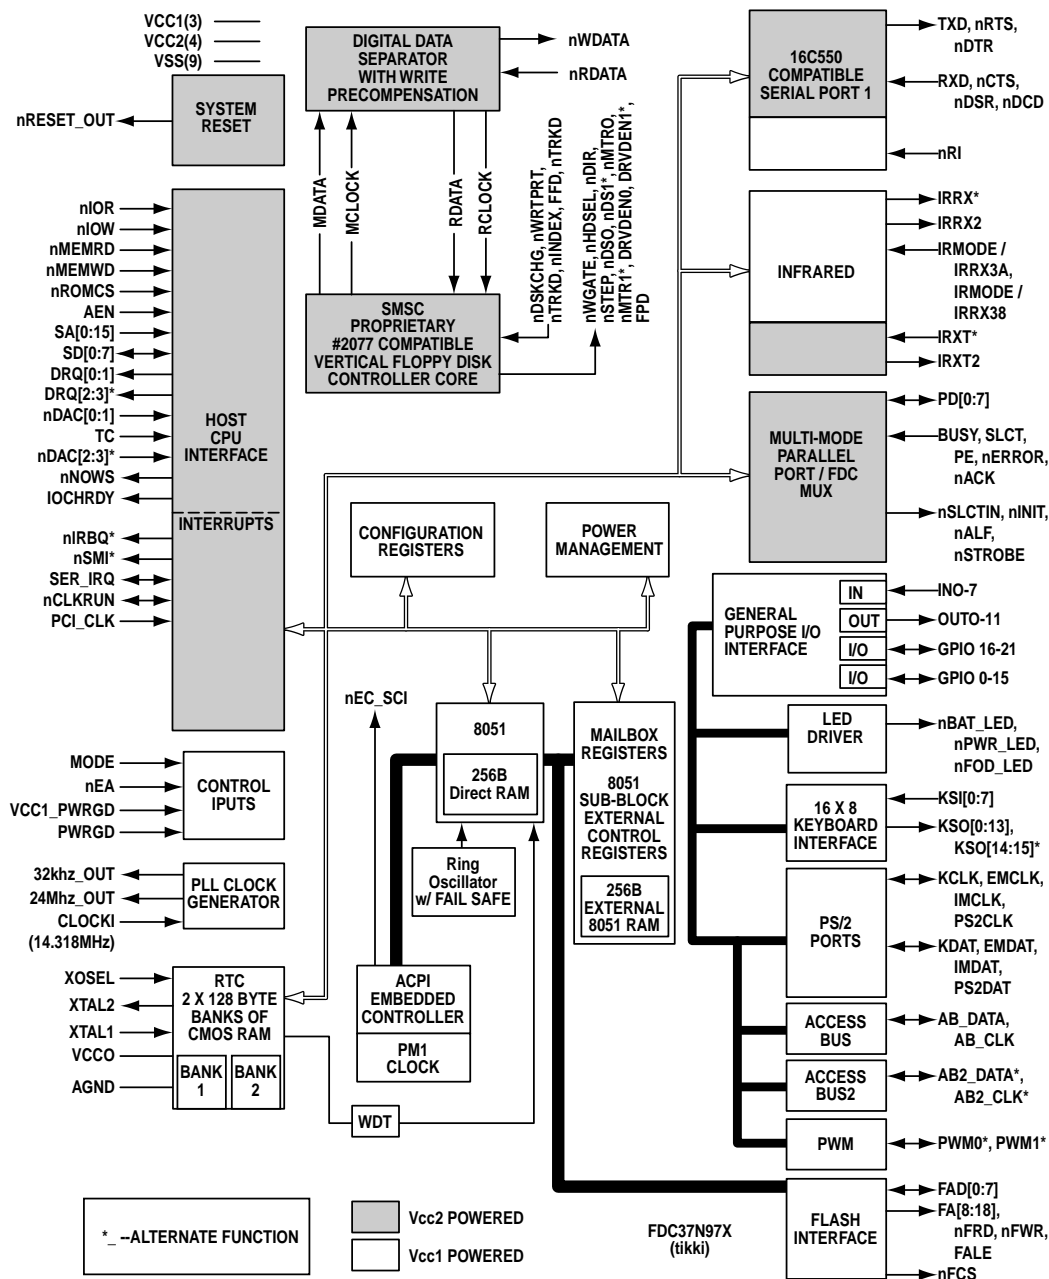 VCC1(3)
VCC2(4)
VSS(9)
SYSTEM
RESET
nRESET_OUT
DIGITAL DATA
SEPARATOR
WITH WRITE
PRECOMPENSATION
nWDATA
nRDATA
MDATA
MCLOCK
RDATA
RCLOCK
nDSKCHG, nWRTPRT,
nTRKD, nINDEX, FFD, nTRKD
nWGATE, nHDSEL, nDIR,
nSTEP, nDSO, nDS1*, nMTRO,
nMTR1*, DRVDEN0, DRVDEN1*,
FPD
SMSC
PROPRIETARY
#2077 COMPATIBLE
VERTICAL FLOPPY DISK
CONTROLLER CORE
16C550
COMPATIBLE
SERIAL PORT 1
TXD, nRTS,
nDTR
RXD, nCTS,
nDSR, nDCD
nRI
INFRARED
IRRX*
IRRX2
IRMODE /
IRRX3A,
IRMODE /
IRRX38
IRXT*
IRXT2
MULTI-MODE
PARALLEL
PORT / FDC
MUX
PD[0:7]
BUSY, SLCT,
PE, nERROR,
nACK
nSLCTIN, nINIT,
nALF,
nSTROBE
nIOR
nIOW
nMEMRD
nMEMWD
nROMCS
AEN
SA[0:15]
SD[0:7]
DRQ[0:1]
DRQ[2:3]*
nDAC[0:1]
TC
nDAC[2:3]*
nNOWS
IOCHRDY
nIRBQ*
nSMI*
SER_IRQ
nCLKRUN
PCI_CLK
HOST
CPU
INTERFACE
INTERRUPTS
CONFIGURATION
REGISTERS
POWER
MANAGEMENT
GENERAL
PURPOSE I/O
INTERFACE
IN
OUT
I/O
I/O
INO-7
OUTO-11
GPIO 16-21
GPIO 0-15
nEC_SCI
8051
256B
Direct RAM
MAILBOX
REGISTERS
8051
SUB-BLOCK
EXTERNAL
CONTROL
REGISTERS
256B
EXTERNAL
8051 RAM
LED
DRIVER
nBAT_LED,
nPWR_LED,
nFOD_LED
MODE
nEA
VCC1_PWRGD
PWRGD
CONTROL
IPUTS
Ring
Oscillator
w/ FAIL SAFE
16 X 8
KEYBOARD
INTERFACE
KSI[0:7]
KSO[0:13],
KSO[14:15]*
32khz_OUT
24Mhz_OUT
CLOCKI
(14.318MHz)
PLL CLOCK
GENERATOR
PS/2
PORTS
KCLK, EMCLK,
IMCLK,
PS2CLK
KDAT, EMDAT,
IMDAT,
PS2DAT
XOSEL
XTAL2
XTAL1
VCCO
AGND
RTC
2 X 128 BYTE
BANKS OF
CMOS RAM
BANK
1
BANK
2
ACPI
EMBEDDED
CONTROLLER
PM1
CLOCK
WDT
ACCESS
BUS
AB_DATA,
AB_CLK
ACCESS
BUS2
AB2_DATA*,
AB2_CLK*
PWM
PWM0*, PWM1*
FLASH
INTERFACE
FAD[0:7]
FA[8:18],
nFRD, nFWR,
FALE
nFCS
*_ --ALTERNATE FUNCTION
Vcc2 POWERED
Vcc1 POWERED
FDC37N97X
(tikki)